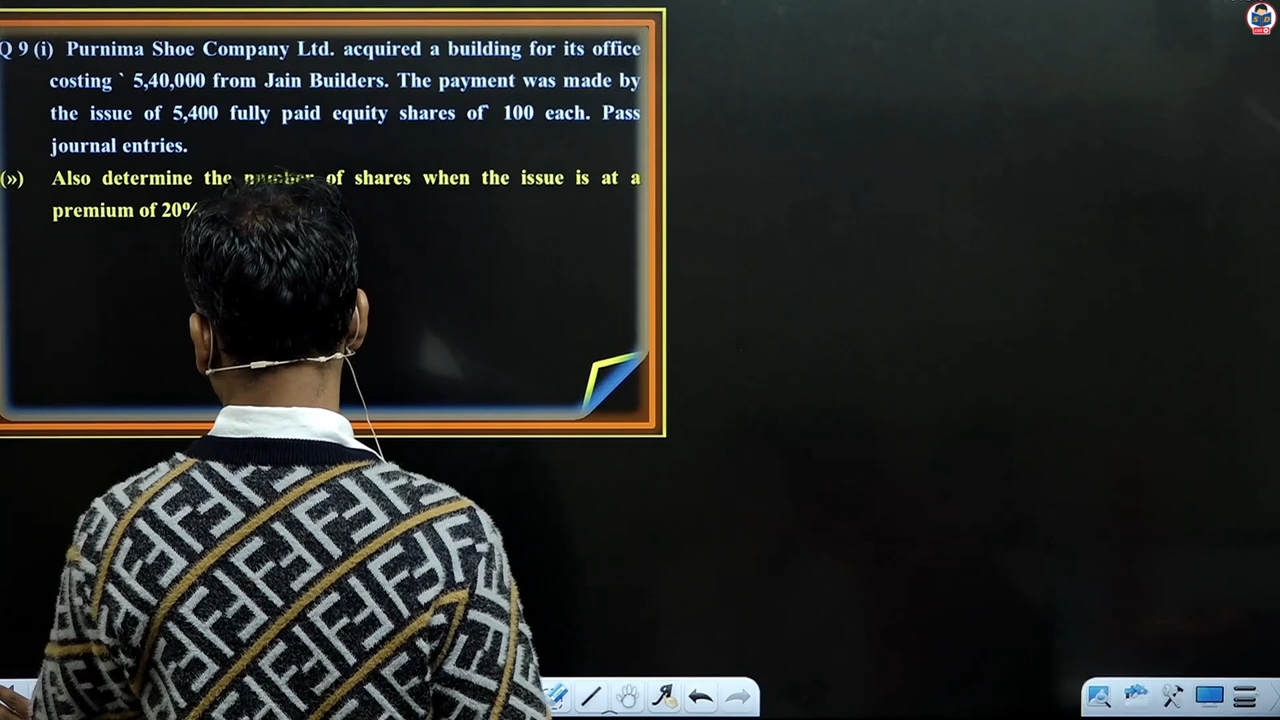 Q 9 (i) Purnima Shoe Company Ltd. acquired a building for its office
costing ` 5,40,000 from Jain Builders. The payment was made by
the issue of 5,400 fully paid equity shares of ` 100 each. Pass
journal entries.
(») Also determine the number of shares when the issue is at a
premium of 20%